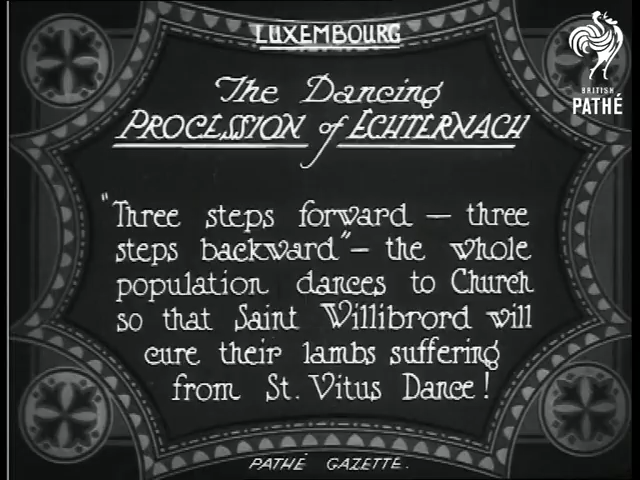 LUXEMBOURG
BRITISH
PATHÉ
The Dancing
PROCESSION of ECHTERNACH
"Three steps forward — three
steps backward" — the whole
population dances to Church
so that Saint Willibrord will
cure their lambs suffering
from St. Vitus Dance!
PATHÉ GAZETTE.